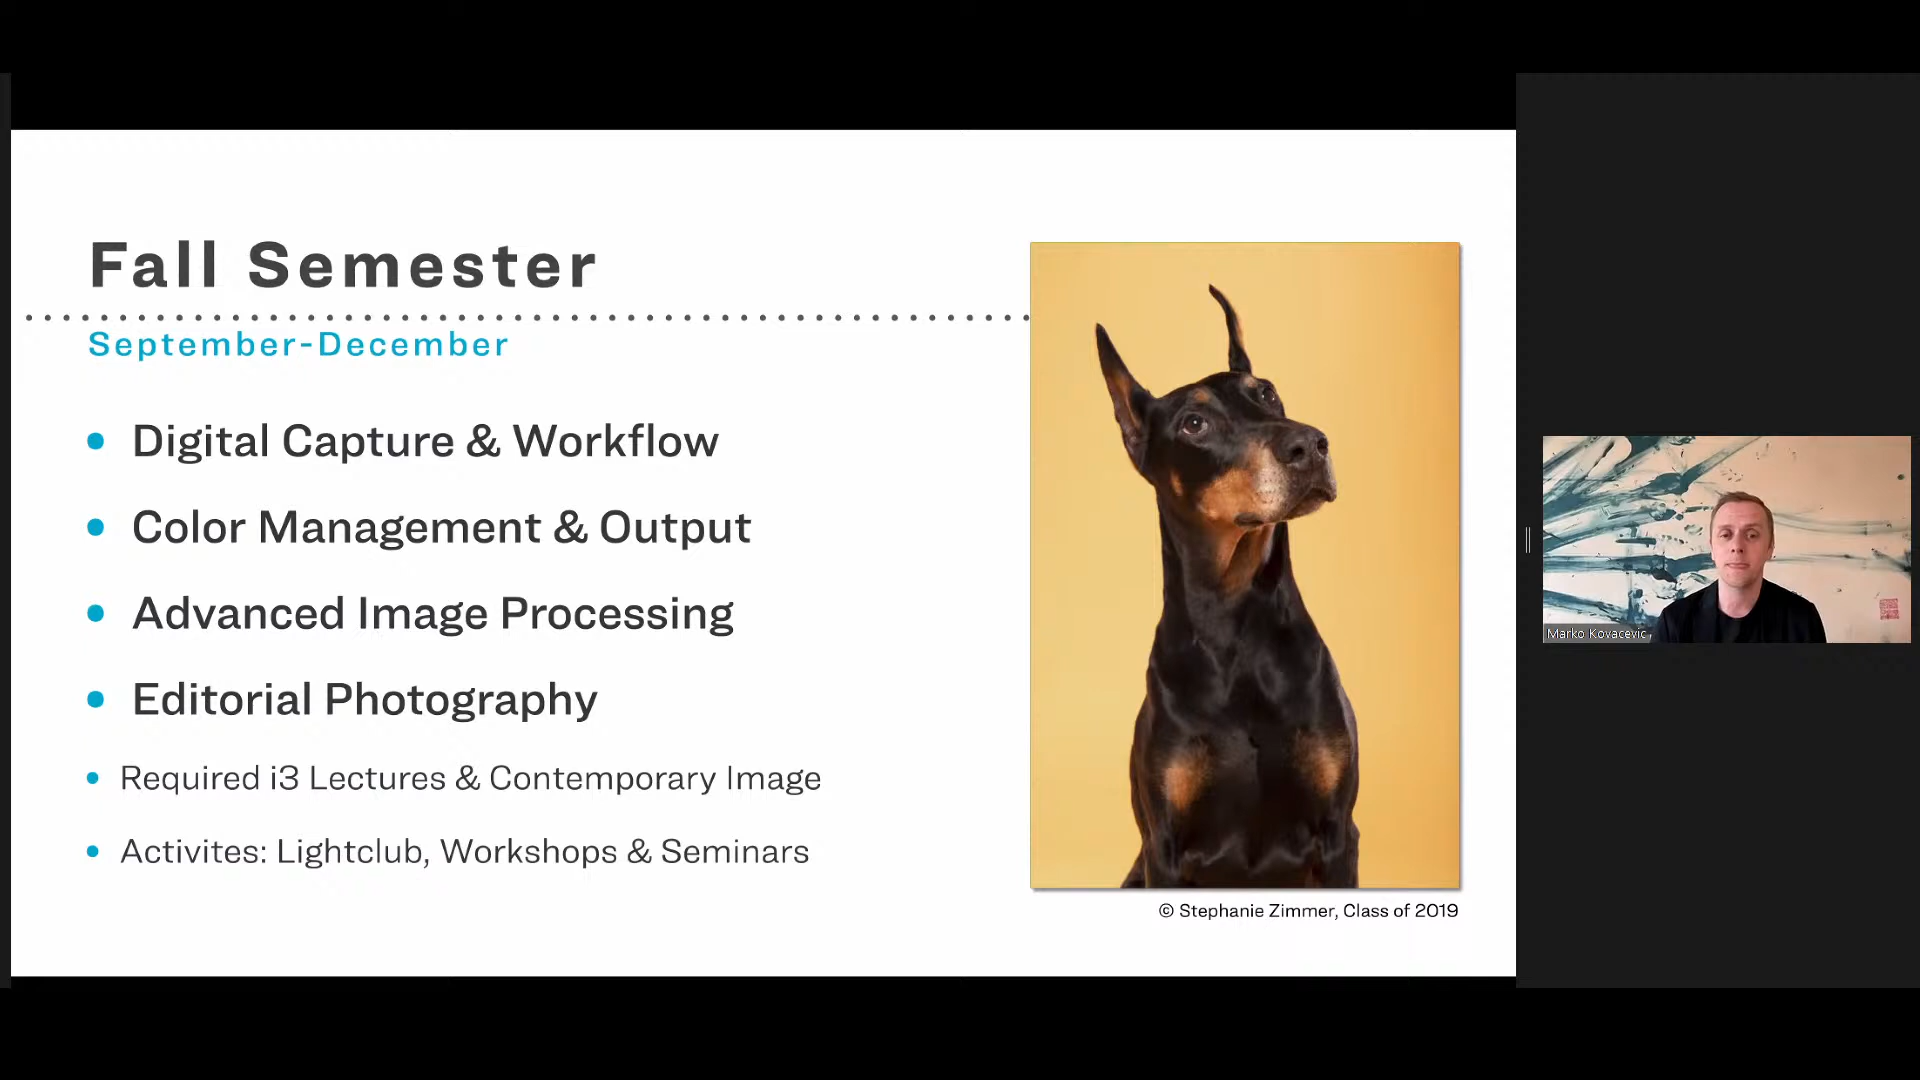 Fall Semester
September-December
Digital Capture & Workflow
Color Management & Output
Advanced Image Processing
Editorial Photography
Required i3 Lectures & Contemporary Image
Activites: Lightclub, Workshops & Seminars
© Stephanie Zimmer, Class of 2019
Marko Kovacevic